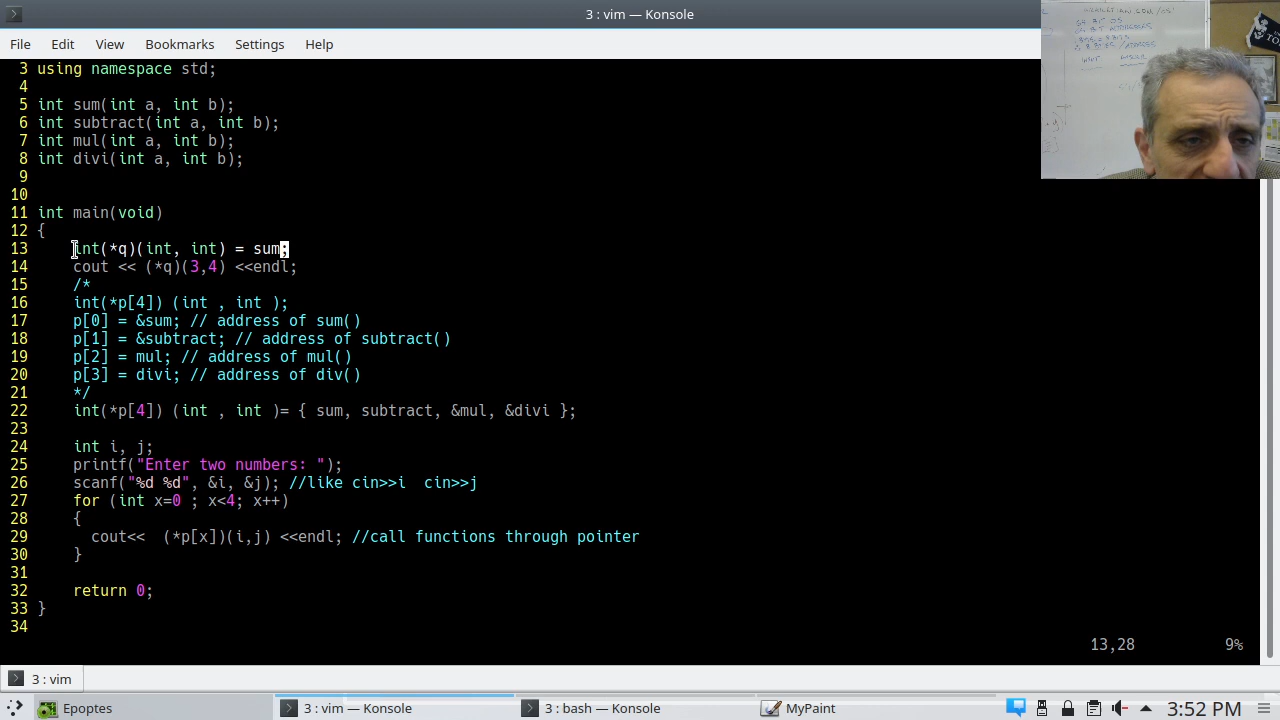 3 : vim — Konsole
File Edit View Bookmarks Settings Help
3 using namespace std;
4
5 int sum(int a, int b);
6 int subtract(int a, int b);
7 int mul(int a, int b);
8 int divi(int a, int b);
9
10
11 int main(void)
12 {
13 int(*q)(int, int) = sum;
14 cout << (*q)(3,4) <<endl;
15 /*
16 int(*p[4]) (int , int );
17 p[0] = &sum; // address of sum()
18 p[1] = &subtract; // address of subtract()
19 p[2] = mul; // address of mul()
20 p[3] = divi; // address of div()
21 */
22 int(*p[4]) (int , int )= { sum, subtract, &mul, &divi };
23
24 int i, j;
25 printf("Enter two numbers: ");
26 scanf("%d %d", &i, &j); //like cin>>i  cin>>j
27 for (int x=0 ; x<4; x++)
28 {
29 cout<<  (*p[x])(i,j) <<endl; //call functions through pointer
30 }
31
32 return 0;
33 }
34
13,28 9%
3 : vim
Epoptes 3 : vim — Konsole 3 : bash — Konsole MyPaint 3:52 PM
64 BIT OS